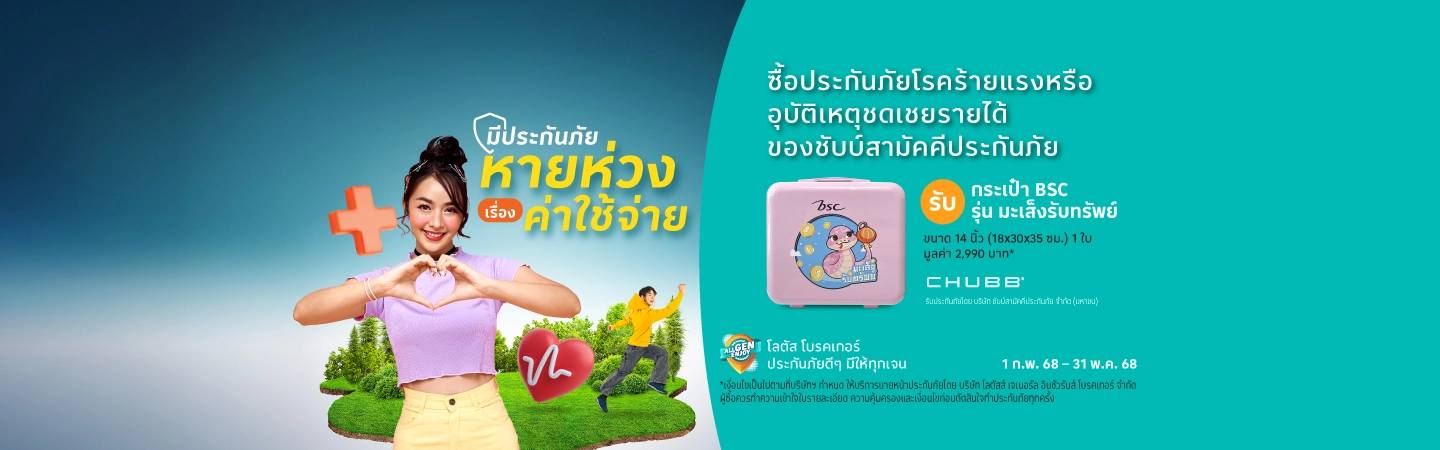 มีประกันภัย
หายห่วง
เรื่อง ค่าใช้จ่าย
ซื้อประกันภัยโรคร้ายแรงหรือ
อุบัติเหตุชดเชยรายได้
ของชับบ์สามัคคีประกันภัย
bsc
มะเส็ง
รับทรัพย์
รับ
กระเป๋า BSC
รุ่น มะเส็งรับทรัพย์
ขนาด 14 นิ้ว (18x30x35 ซม.) 1 ใบ
มูลค่า 2,990 บาท*
CHUBB
รับประกันภัยโดย บริษัท ชับบ์สามัคคีประกันภัย จำกัด (มหาชน)
ALL GEN
ENJOY
โลตัส โบรคเกอร์
ประกันภัยดีๆ มีให้ทุกเจน
1 ก.พ. 68 – 31 พ.ค. 68
*เงื่อนไขเป็นไปตามที่บริษัทฯ กำหนด ให้บริการนายหน้าประกันภัยโดย บริษัท โลตัสส์ เจเนอรัล อินชัวรันส์ โบรคเกอร์ จำกัด
ผู้ซื้อควรทำความเข้าใจในรายละเอียด ความคุ้มครองและเงื่อนไขก่อนตัดสินใจทำประกันภัยทุกครั้ง